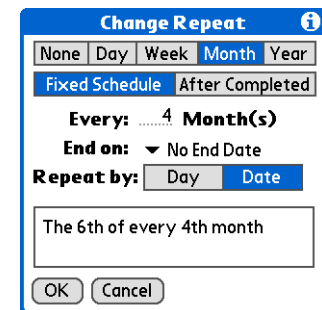 Change Repeat i
None Day Week Month Year
Fixed Schedule After Completed
Every: 4 Month(s)
End on: No End Date
Repeat by: Day Date
The 6th of every 4th month
OK Cancel